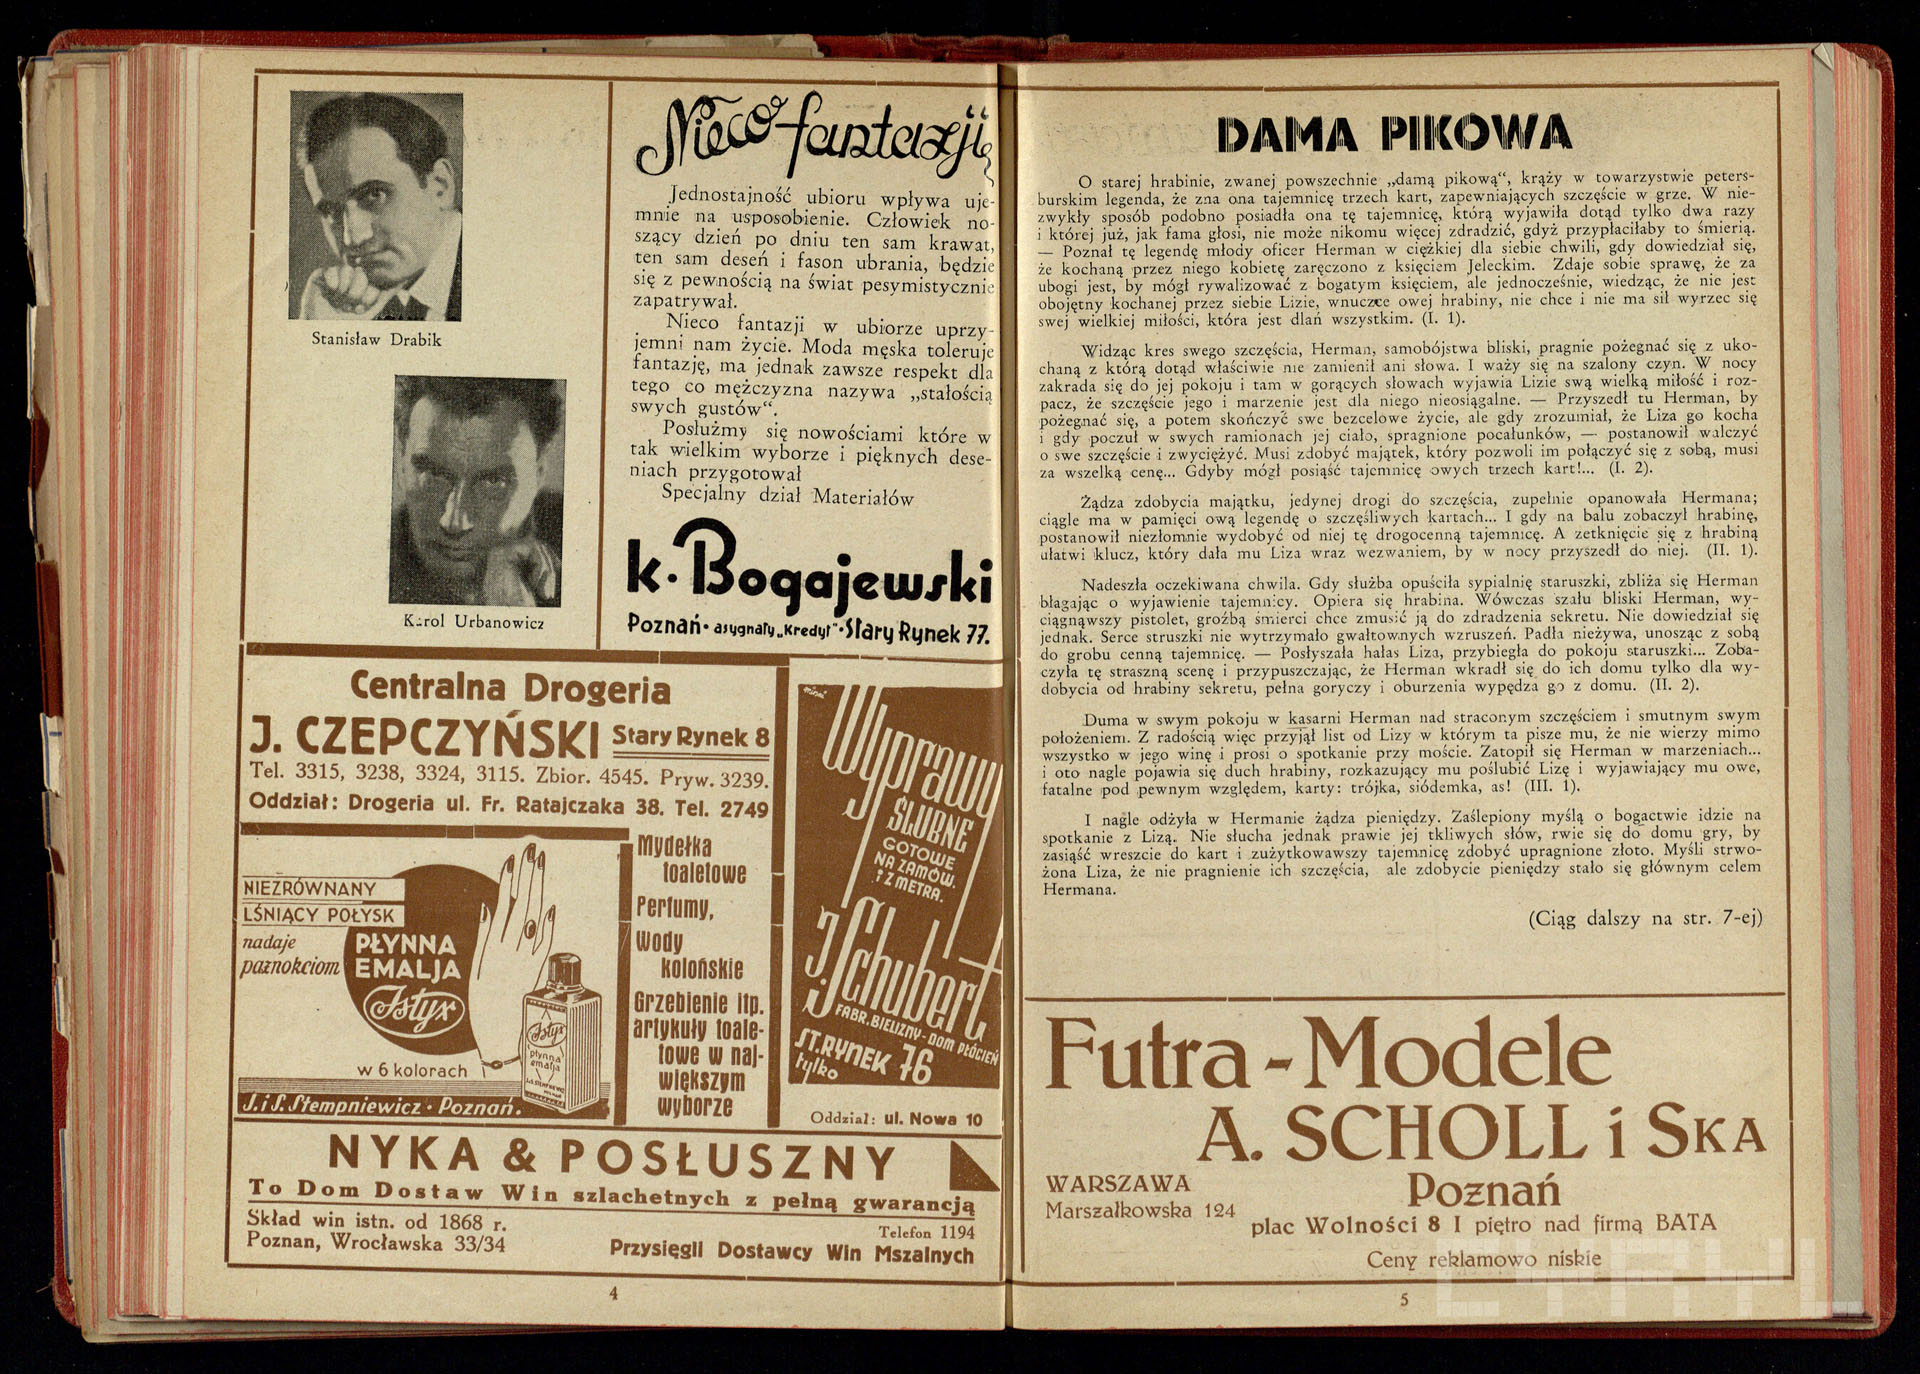 Stanisław Drabik
Karol Urbanowicz
Nieco fantazji
Jednostajność ubioru wpływa uje-
mnie na usposobienie. Człowiek no-
szący dzień po dniu ten sam krawat,
ten sam deseń i fason ubrania, będzie
się z pewnością na świat pesymistycznie
zapatrywał.
Nieco fantazji w ubiorze uprzy-
jemni nam życie. Moda męska toleruje
fantazję, ma jednak zawsze respekt dla
tego co mężczyzna nazywa „stałością
swych gustów“.
Posłużmy się nowościami które w
tak wielkim wyborze i pięknych dese-
niach przygotował
Specjalny dział Materiałów
K. Bogajewski
Poznań • asygnaty „Kredyt“ • Stary Rynek 77.
Centralna Drogeria
J. CZEPCZYŃSKI Stary Rynek 8
Tel. 3315, 3238, 3324, 3115. Zbior. 4545. Pryw. 3239.
Oddział: Drogeria ul. Fr. Ratajczaka 38. Tel. 2749
NIEZRÓWNANY
LŚNIĄCY POŁYSK
nadaje
paznokciom
PŁYNNA
EMALJA
Istyx
w 6 kolorach
Istyx
płynna
emalja
J. i S. Stempniewicz • Poznań.
Mydełka
toaletowe
Perfumy,
Wody
kolońskie
Grzebienie itp.
artykuły toale-
towe w naj-
większym
wyborze
Wyprawy
ŚLUBNE
GOTOWE
NA ZAMÓW.
i Z METRA.
J. Schubert
FABR. BIELIZNY - DOM PŁÓCIEN
ST. RYNEK 76
tylko
Oddział: ul. Nowa 10
NYKA & POSŁUSZNY
To Dom Dostaw Win szlachetnych z pełną gwarancją
Skład win istn. od 1868 r.
Poznan, Wrocławska 33/34
Telefon 1194
Przysięgli Dostawcy Win Mszalnych
4
DAMA PIKOWA
O starej hrabinie, zwanej powszechnie „damą pikową“, krąży w towarzystwie peters-
burskim legenda, że zna ona tajemnicę trzech kart, zapewniających szczęście w grze. W nie-
zwykły sposób podobno posiadła ona tę tajemnicę, którą wyjawiła dotąd tylko dwa razy
i której już, jak fama głosi, nie może nikomu więcej zdradzić, gdyż przypłaciłaby to śmierią.
— Poznał tę legendę młody oficer Herman w ciężkiej dla siebie chwili, gdy dowiedział się,
że kochaną przez niego kobietę zaręczono z księciem Jeleckim. Zdaje sobie sprawę, że za
ubogi jest, by mógł rywalizować z bogatym księciem, ale jednocześnie, wiedząc, że nie jest
obojętny kochanej przez siebie Lizie, wnuczce owej hrabiny, nie chce i nie ma sił wyrzec się
swej wielkiej miłości, która jest dlań wszystkim. (I. 1).
Widząc kres swego szczęścia, Herman, samobójstwa bliski, pragnie pożegnać się z uko-
chaną z którą dotąd właściwie nie zamienił ani słowa. I waży się na szalony czyn. W nocy
zakrada się do jej pokoju i tam w gorących słowach wyjawia Lizie swą wielką miłość i roz-
pacz, że szczęście jego i marzenie jest dla niego nieosiągalne. — Przyszedł tu Herman, by
pożegnać się, a potem skończyć swe bezcelowe życie, ale gdy zrozumiał, że Liza go kocha
i gdy poczuł w swych ramionach jej ciało, spragnione pocałunków, — postanowił walczyć
o swe szczęście i zwyciężyć. Musi zdobyć majątek, który pozwoli im połączyć się z sobą, musi
za wszelką cenę... Gdyby mógł posiąść tajemnicę owych trzech kart!... (I. 2).
Żądza zdobycia majątku, jedynej drogi do szczęścia, zupełnie opanowała Hermana;
ciągle ma w pamięci ową legendę o szczęśliwych kartach... I gdy na balu zobaczył hrabinę,
postanowił niezłomnie wydobyć od niej tę drogocenną tajemnicę. A zetknięcie się z hrabiną
ułatwi klucz, który dała mu Liza wraz wezwaniem, by w nocy przyszedł do niej. (II. 1).
Nadeszła oczekiwana chwila. Gdy służba opuściła sypialnię staruszki, zbliża się Herman
błagając o wyjawienie tajemnicy. Opiera się hrabina. Wówczas szału bliski Herman, wy-
ciągnąwszy pistolet, groźbą śmierci chce zmusić ją do zdradzenia sekretu. Nie dowiedział się
jednak. Serce struszki nie wytrzymało gwałtownych wzruszeń. Padła nieżywa, unosząc z sobą
do grobu cenną tajemnicę. — Posłyszała hałas Liza, przybiegła do pokoju staruszki... Zoba-
czyła tę straszną scenę i przypuszczając, że Herman wkradł się do ich domu tylko dla wy-
dobycia od hrabiny sekretu, pełna goryczy i oburzenia wypędza go z domu. (II. 2).
Duma w swym pokoju w kasarni Herman nad straconym szczęściem i smutnym swym
położeniem. Z radością więc przyjął list od Lizy w którym ta pisze mu, że nie wierzy mimo
wszystko w jego winę i prosi o spotkanie przy moście. Zatopił się Herman w marzeniach...
i oto nagle pojawia się duch hrabiny, rozkazujący mu poślubić Lizę i wyjawiający mu owe,
fatalne pod pewnym względem, karty: trójka, siódemka, as! (III. 1).
I nagle odżyła w Hermanie żądza pieniędzy. Zaślepiony myślą o bogactwie idzie na
spotkanie z Lizą. Nie słucha jednak prawie jej tkliwych słów, rwie się do domu gry, by
zasiąść wreszcie do kart i zużytkowawszy tajemnicę zdobyć upragnione złoto. Myśli strwo-
żona Liza, że nie pragnienie ich szczęścia, ale zdobycie pieniędzy stało się głównym celem
Hermana.
(Ciąg dalszy na str. 7-ej)
Futra - Modele
A. SCHOLL i SKA
WARSZAWA
Marszałkowska 124
Poznań
plac Wolności 8 I piętro nad firmą BATA
Ceny reklamowo niskie
5